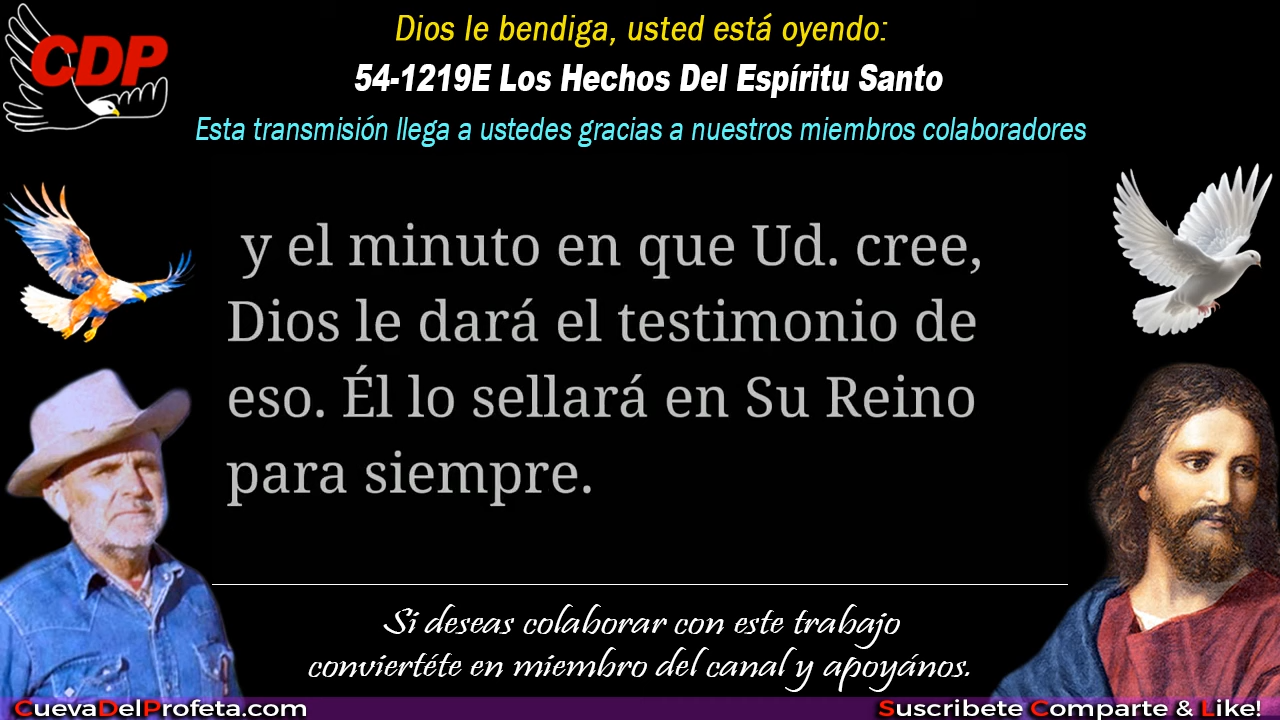 CDP
Dios le bendiga, usted está oyendo:
54-1219E Los Hechos Del Espíritu Santo
Esta transmisión llega a ustedes gracias a nuestros miembros colaboradores
y el minuto en que Ud. cree,
Dios le dará el testimonio de
eso. Él lo sellará en Su Reino
para siempre.
Si deseas colaborar con este trabajo
conviertéte en miembro del canal y apoyános.
CuevaDelProfeta.com
Suscribete Comparte & Like!